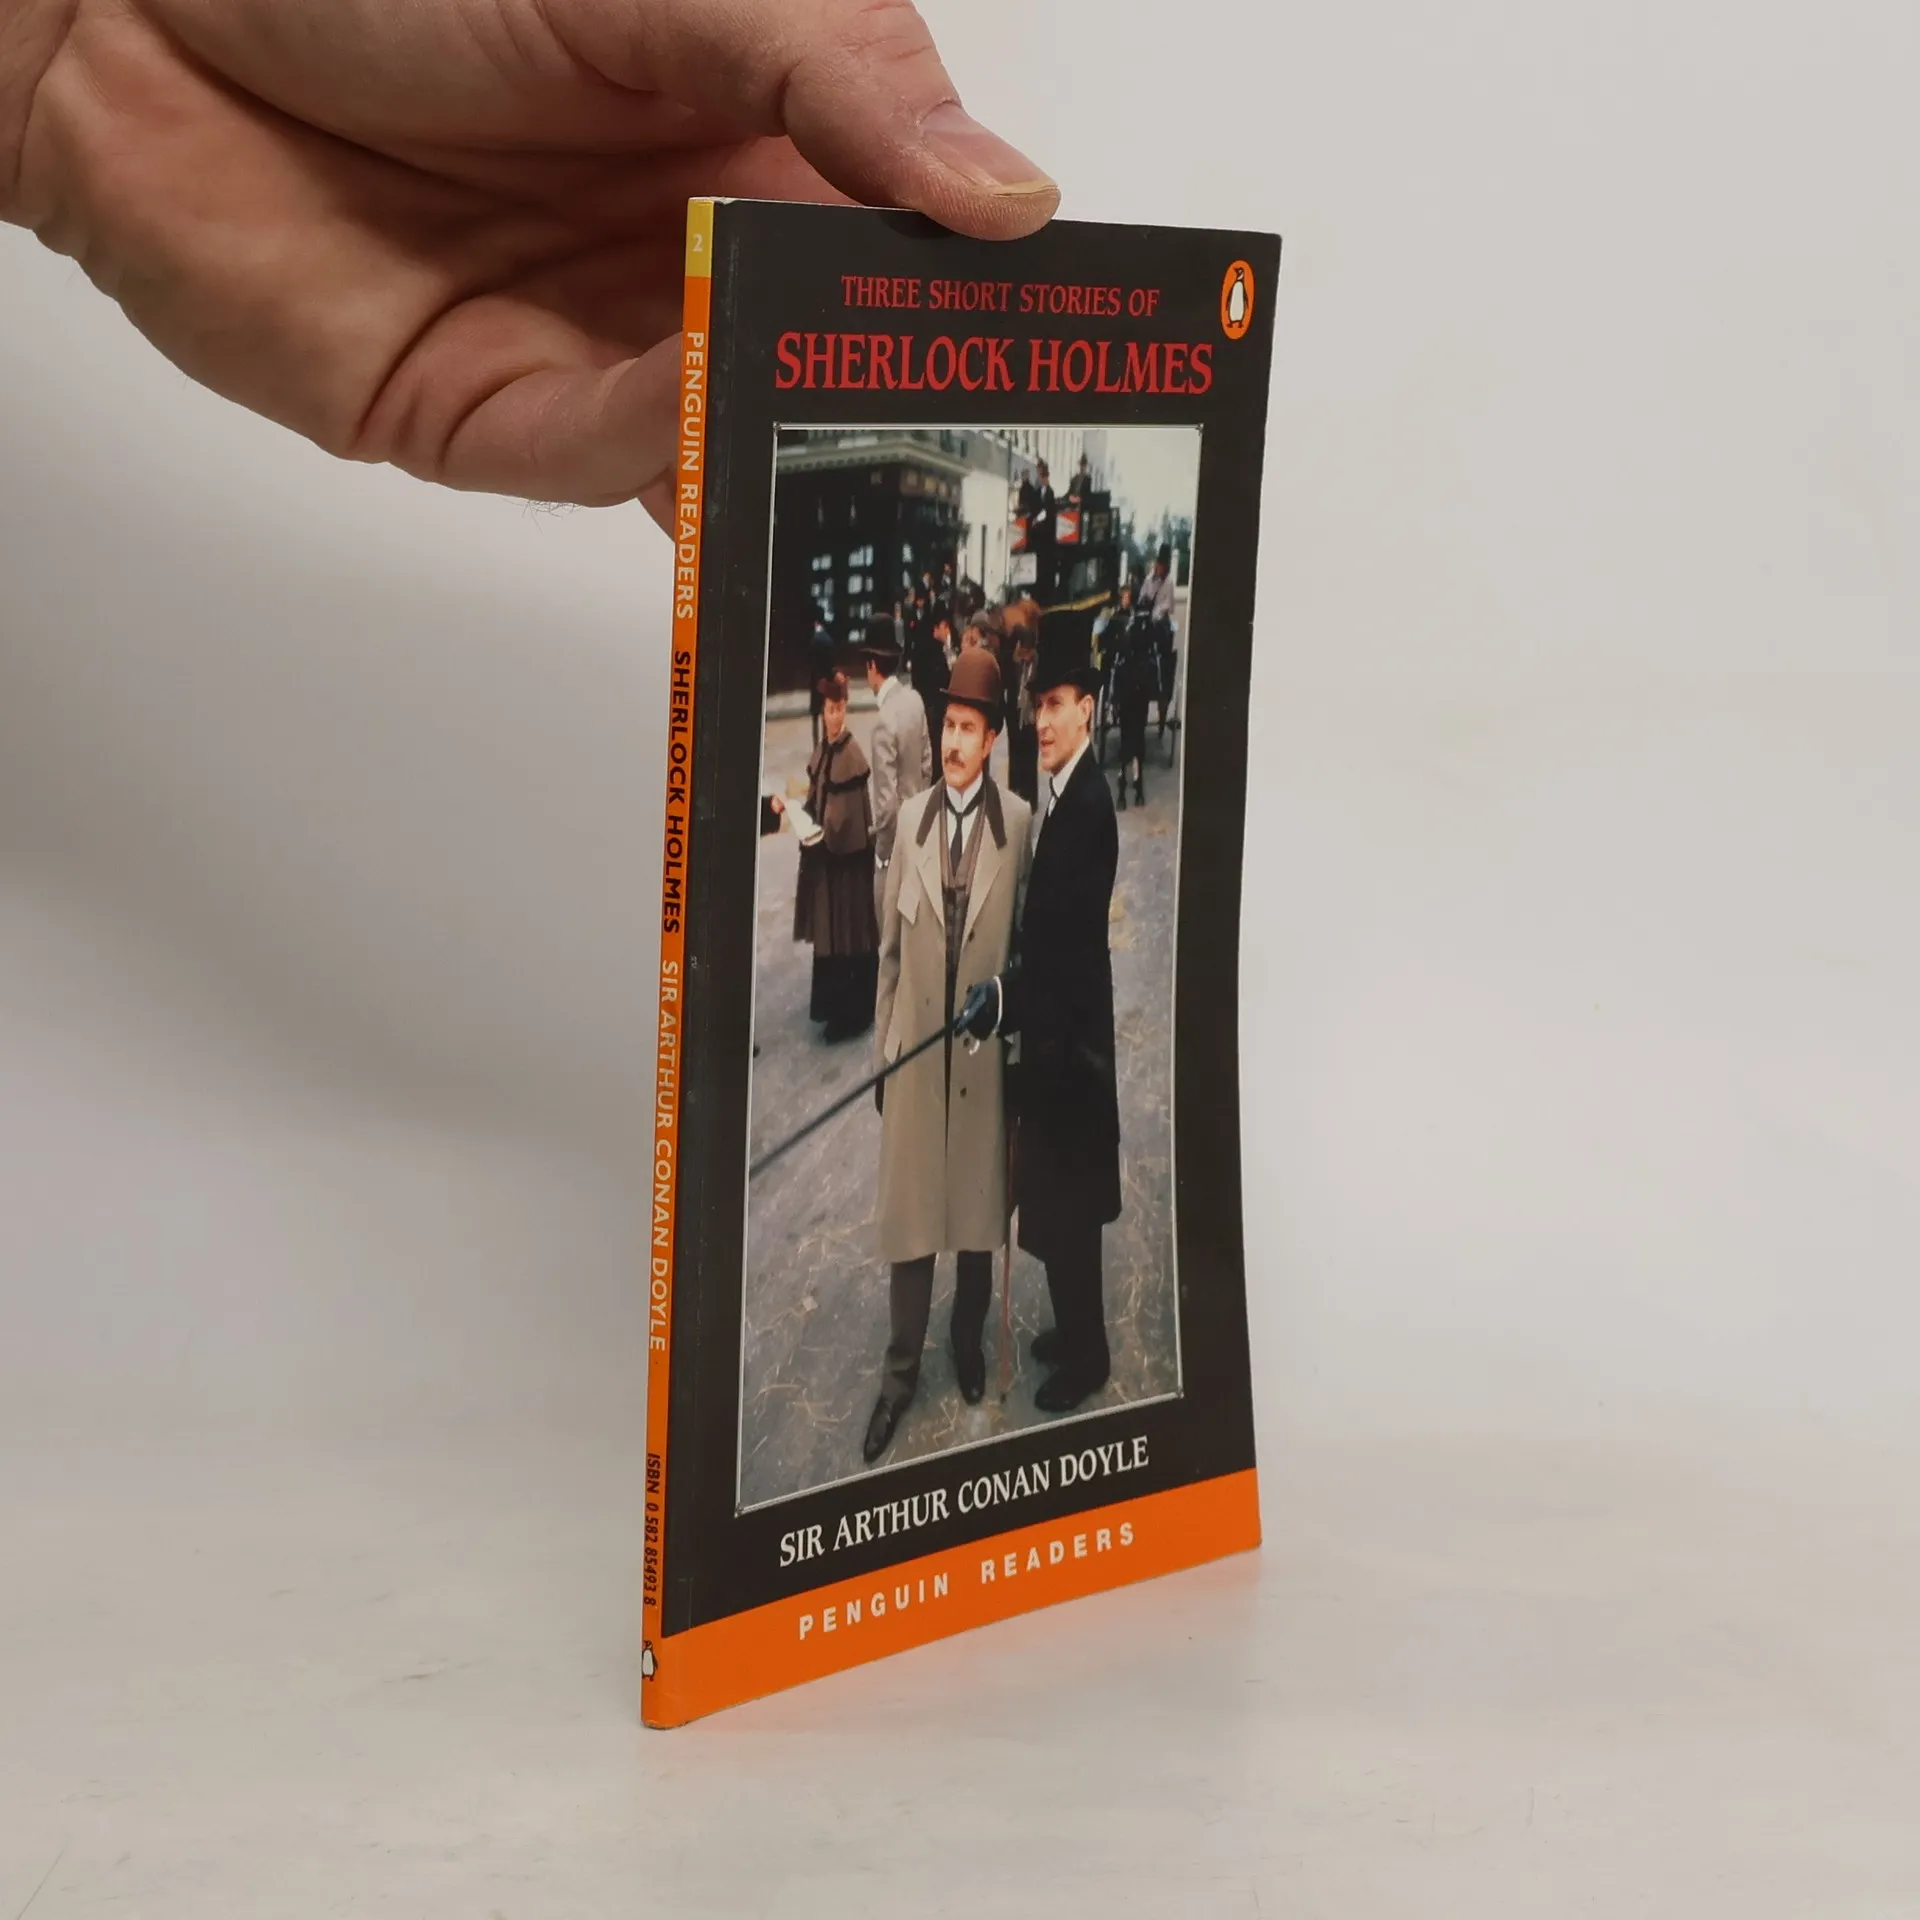 2
PENGUIN READERS SHERLOCK HOLMES SIR ARTHUR CONAN DOYLE
ISBN 0 582 85493 8
THREE SHORT STORIES OF
SHERLOCK HOLMES
SIR ARTHUR CONAN DOYLE
PENGUIN READERS